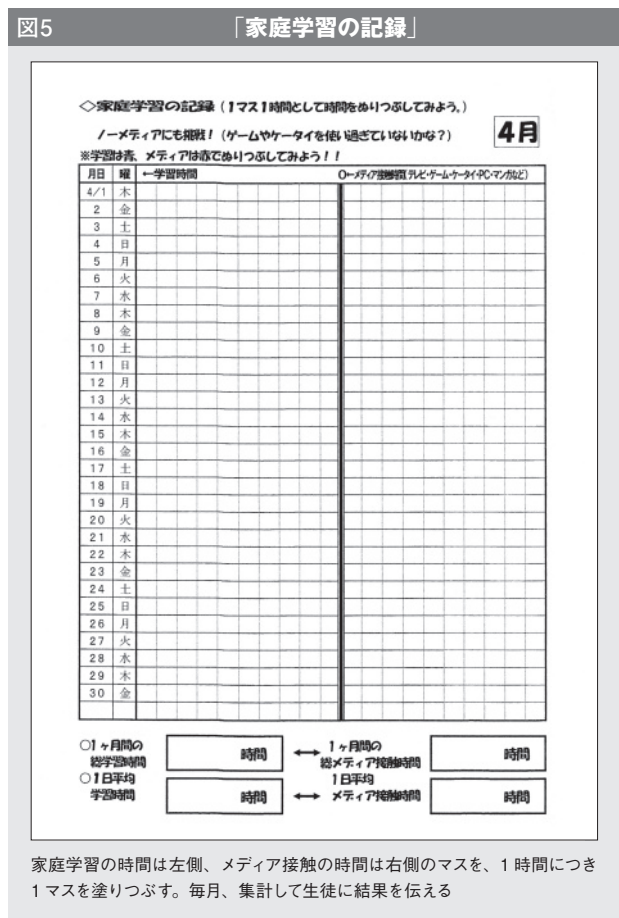 図5
「家庭学習の記録」
◇家庭学習の記録（1マス1時間として時間をぬりつぶしてみよう。）
ノーメディアにも挑戦！（ゲームやケータイを使い過ぎていないかな？）
4月
※学習は青、メディアは赤でぬりつぶしてみよう！！
月日 曜 ←学習時間 0←メディア接触時間(テレビ・ゲーム・ケータイ・PC・マンガなど)
4/1 木
2 金
3 土
4 日
5 月
6 火
7 水
8 木
9 金
10 土
11 日
12 月
13 火
14 水
15 木
16 金
17 土
18 日
19 月
20 火
21 水
22 木
23 金
24 土
25 日
26 月
27 火
28 水
29 木
30 金
○1ヶ月間の
総学習時間
時間
↔
1ヶ月間の
総メディア接触時間
時間
○1日平均
学習時間
時間
↔
1日平均
メディア接触時間
時間
家庭学習の時間は左側、メディア接触の時間は右側のマスを、1時間につき
1マスを塗りつぶす。毎月、集計して生徒に結果を伝える